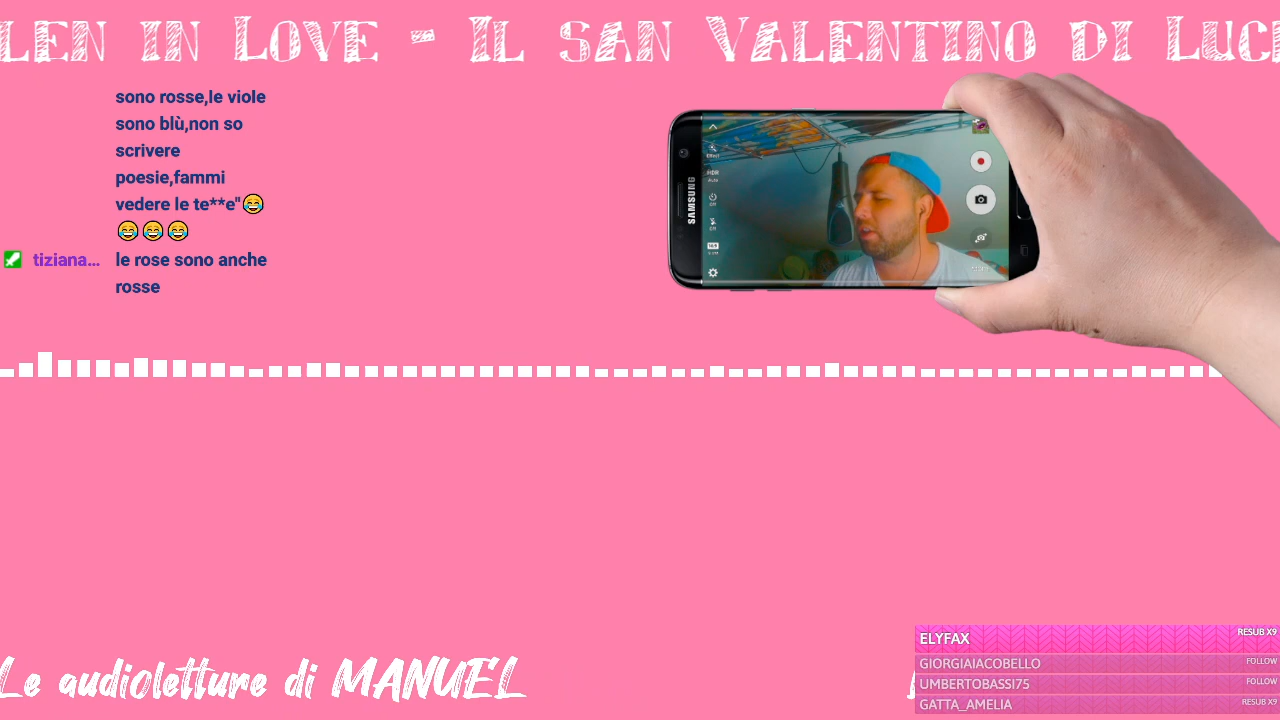 LEN IN LOVE - IL SAN VALENTINO DI LUC
sono rosse,le viole
sono blù,non so
scrivere
poesie,fammi
vedere le te**e"😂
😂😂😂
tiziana... le rose sono anche
rosse
SAMSUNG
HDR
Le audioletture di MANUEL
ELYFAX RESUB X9
GIORGIAIACOBELLO FOLLOW
UMBERTOBASSI75 FOLLOW
GATTA_AMELIA RESUB X9